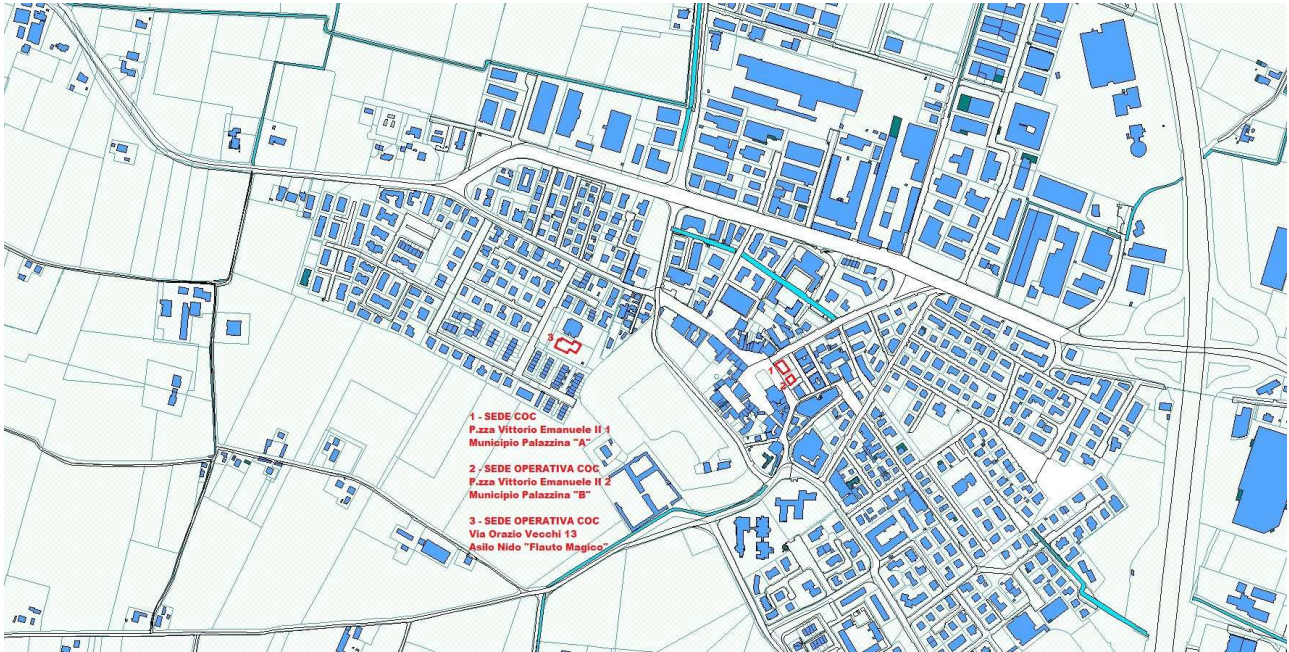 3
1
2
1 - SEDE COC
P.zza Vittorio Emanuele II 1
Municipio Palazzina "A"
2 - SEDE OPERATIVA COC
P.zza Vittorio Emanuele II 2
Municipio Palazzina "B"
3 - SEDE OPERATIVA COC
Via Orazio Vecchi 13
Asilo Nido "Flauto Magico"